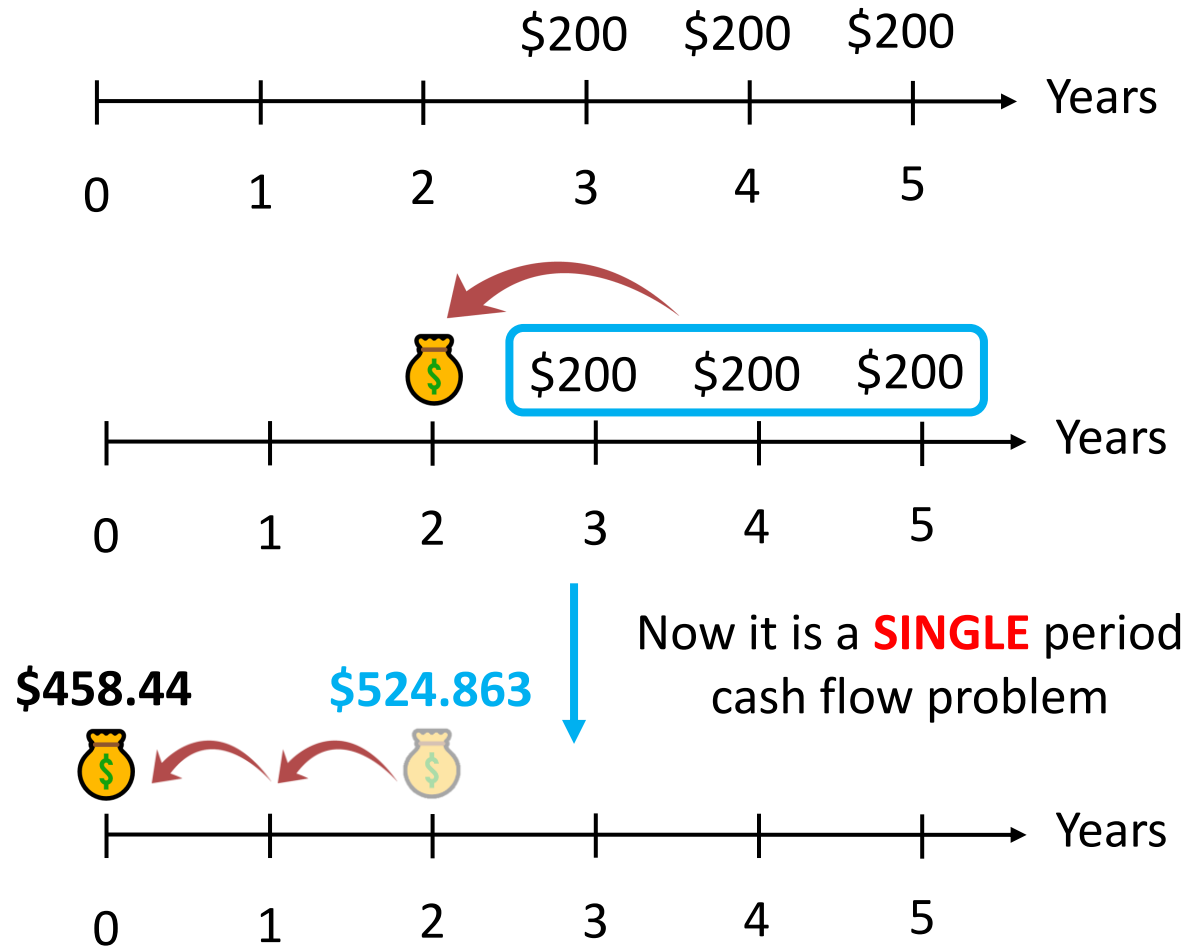 $200 $200 $200
Years
0 1 2 3 4 5
$ $200 $200 $200
Years
0 1 2 3 4 5
Now it is a SINGLE period
cash flow problem
$458.44 $524.863
$ $
Years
0 1 2 3 4 5